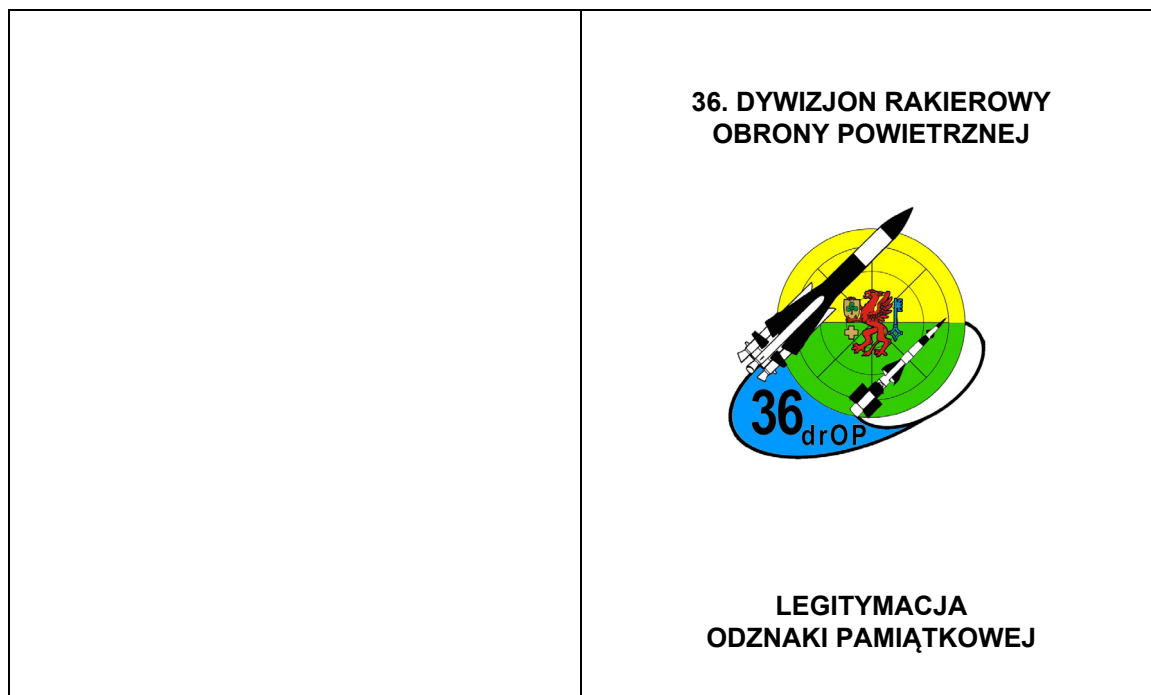 36. DYWIZJON RAKIEROWY
OBRONY POWIETRZNEJ
36
drOP
LEGITYMACJA
ODZNAKI PAMIĄTKOWEJ